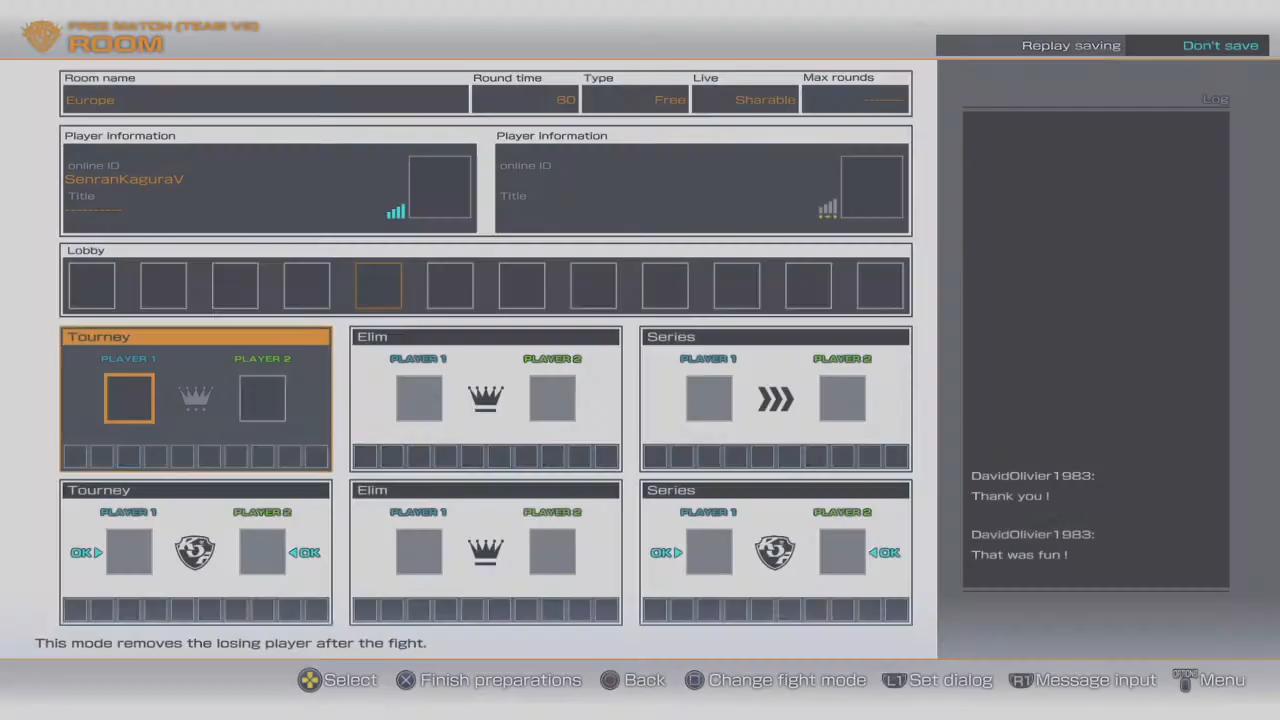 FREE MATCH (TEAM VS)
ROOM
Replay saving Don't save
Room name Round time Type Live Max rounds
Europe 60 Free Sharable --------
Player information Player information
online ID online ID
SenranKaguraV
Title Title
----------
Log
Lobby
Tourney Elim Series
PLAYER 1 PLAYER 2 PLAYER 1 PLAYER 2 PLAYER 1 PLAYER 2
DavidOlivier1983:
Thank you !
Tourney Elim Series
PLAYER 1 PLAYER 2 PLAYER 1 PLAYER 2 PLAYER 1 PLAYER 2
DavidOlivier1983:
That was fun !
OK OK OK OK
This mode removes the losing player after the fight.
Select Finish preparations Back Change fight mode L1 Set dialog R1 Message input OPTIONS Menu